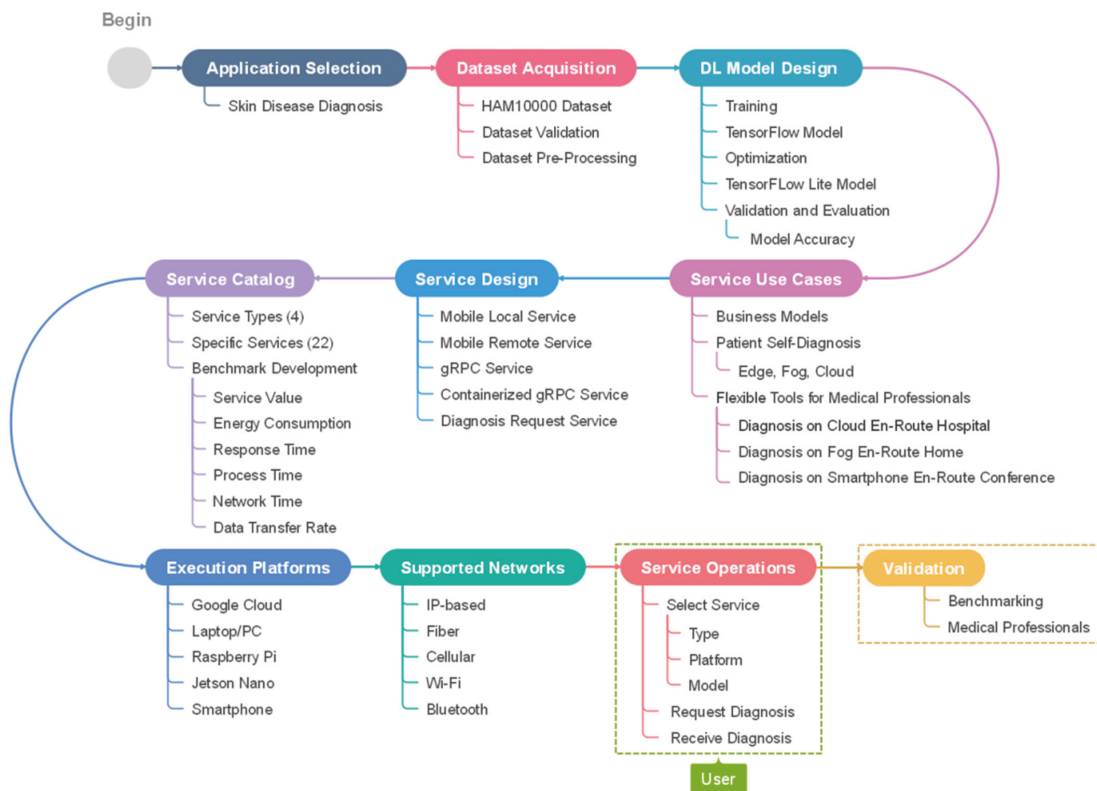 Begin
Application Selection
Skin Disease Diagnosis
Dataset Acquisition
HAM10000 Dataset
Dataset Validation
Dataset Pre-Processing
DL Model Design
Training
TensorFlow Model
Optimization
TensorFLow Lite Model
Validation and Evaluation
Model Accuracy
Service Use Cases
Business Models
Patient Self-Diagnosis
Edge, Fog, Cloud
Flexible Tools for Medical Professionals
Diagnosis on Cloud En-Route Hospital
Diagnosis on Fog En-Route Home
Diagnosis on Smartphone En-Route Conference
Service Design
Mobile Local Service
Mobile Remote Service
gRPC Service
Containerized gRPC Service
Diagnosis Request Service
Service Catalog
Service Types (4)
Specific Services (22)
Benchmark Development
Service Value
Energy Consumption
Response Time
Process Time
Network Time
Data Transfer Rate
Execution Platforms
Google Cloud
Laptop/PC
Raspberry Pi
Jetson Nano
Smartphone
Supported Networks
IP-based
Fiber
Cellular
Wi-Fi
Bluetooth
Service Operations
Select Service
Type
Platform
Model
Request Diagnosis
Receive Diagnosis
User
Validation
Benchmarking
Medical Professionals